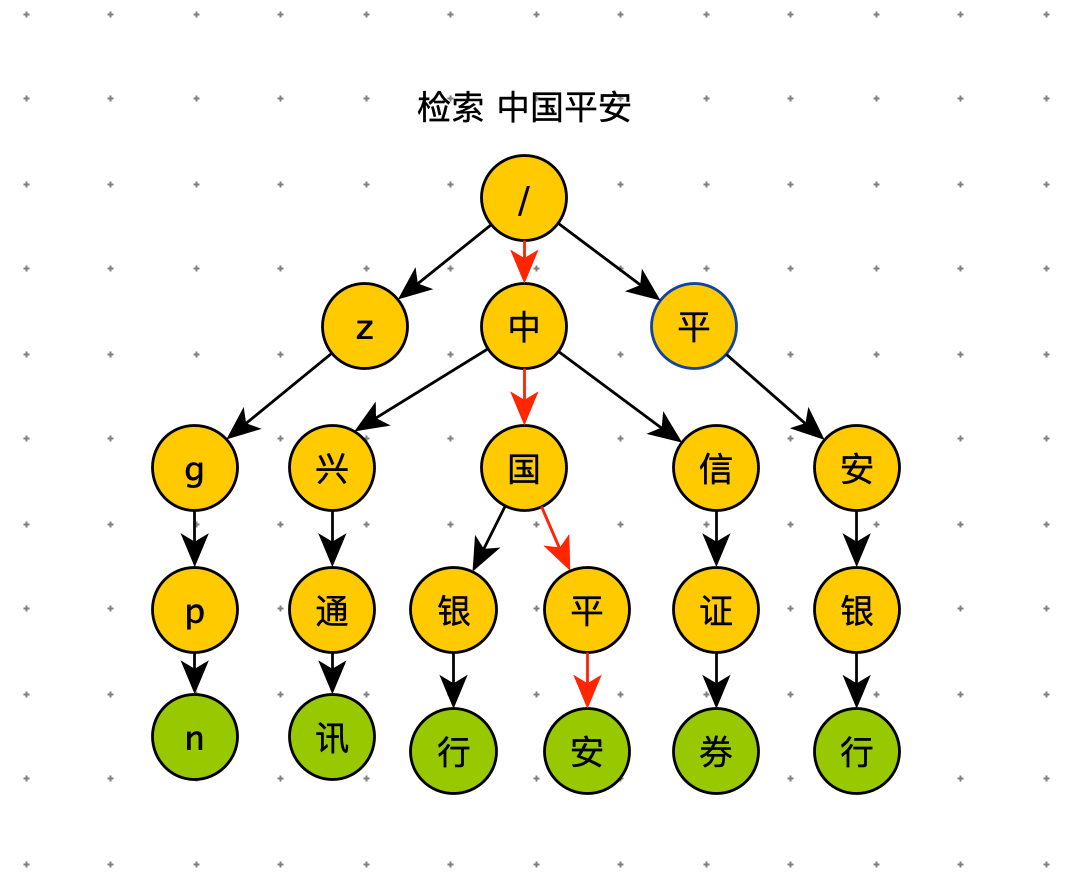 检索 中国平安
/
z 中 平
g 兴 国 信 安
p 通 银 平 证 银
n 讯 行 安 券 行